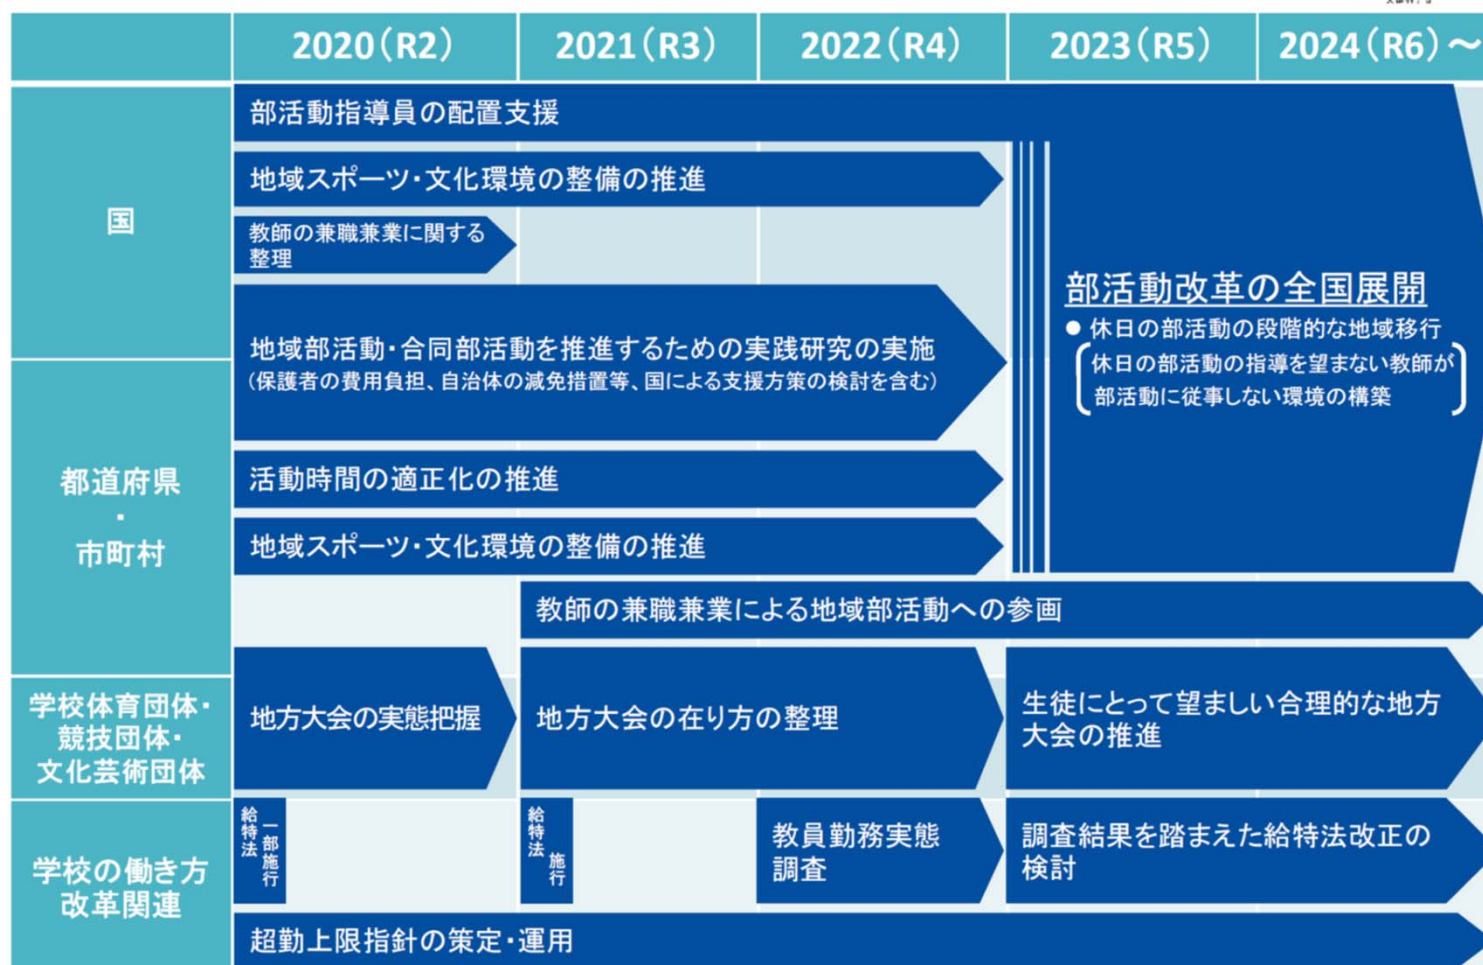 2020(R2)
2021(R3)
2022(R4)
2023(R5)
2024(R6)～
国
部活動指導員の配置支援
地域スポーツ・文化環境の整備の推進
教師の兼職兼業に関する
整理
地域部活動・合同部活動を推進するための実践研究の実施
(保護者の費用負担、自治体の減免措置等、国による支援方策の検討を含む)
部活動改革の全国展開
● 休日の部活動の段階的な地域移行
休日の部活動の指導を望まない教師が
部活動に従事しない環境の構築
都道府県
・
市町村
活動時間の適正化の推進
地域スポーツ・文化環境の整備の推進
教師の兼職兼業による地域部活動への参画
学校体育団体・
競技団体・
文化芸術団体
地方大会の実態把握
地方大会の在り方の整理
生徒にとって望ましい合理的な地方
大会の推進
学校の働き方
改革関連
給特法
一部施行
給特法
施行
教員勤務実態
調査
調査結果を踏まえた給特法改正の
検討
超勤上限指針の策定・運用